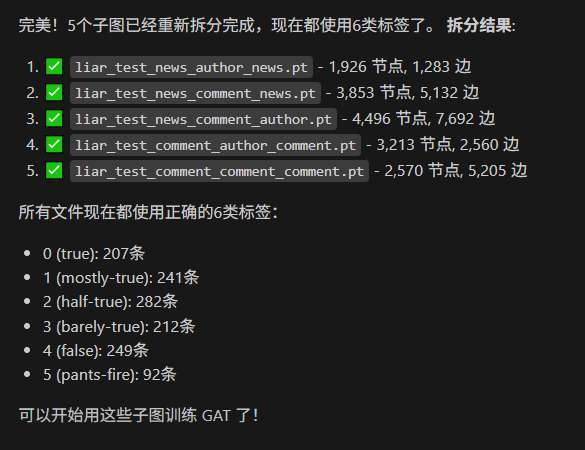 完美！5个子图已经重新拆分完成，现在都使用6类标签了。 拆分结果:
1. ✅ liar_test_news_author_news.pt - 1,926 节点, 1,283 边
2. ✅ liar_test_news_comment_news.pt - 3,853 节点, 5,132 边
3. ✅ liar_test_news_comment_author.pt - 4,496 节点, 7,692 边
4. ✅ liar_test_comment_author_comment.pt - 3,213 节点, 2,560 边
5. ✅ liar_test_comment_comment_comment.pt - 2,570 节点, 5,205 边
所有文件现在都使用正确的6类标签：
• 0 (true): 207条
• 1 (mostly-true): 241条
• 2 (half-true): 282条
• 3 (barely-true): 212条
• 4 (false): 249条
• 5 (pants-fire): 92条
可以开始用这些子图训练 GAT 了！